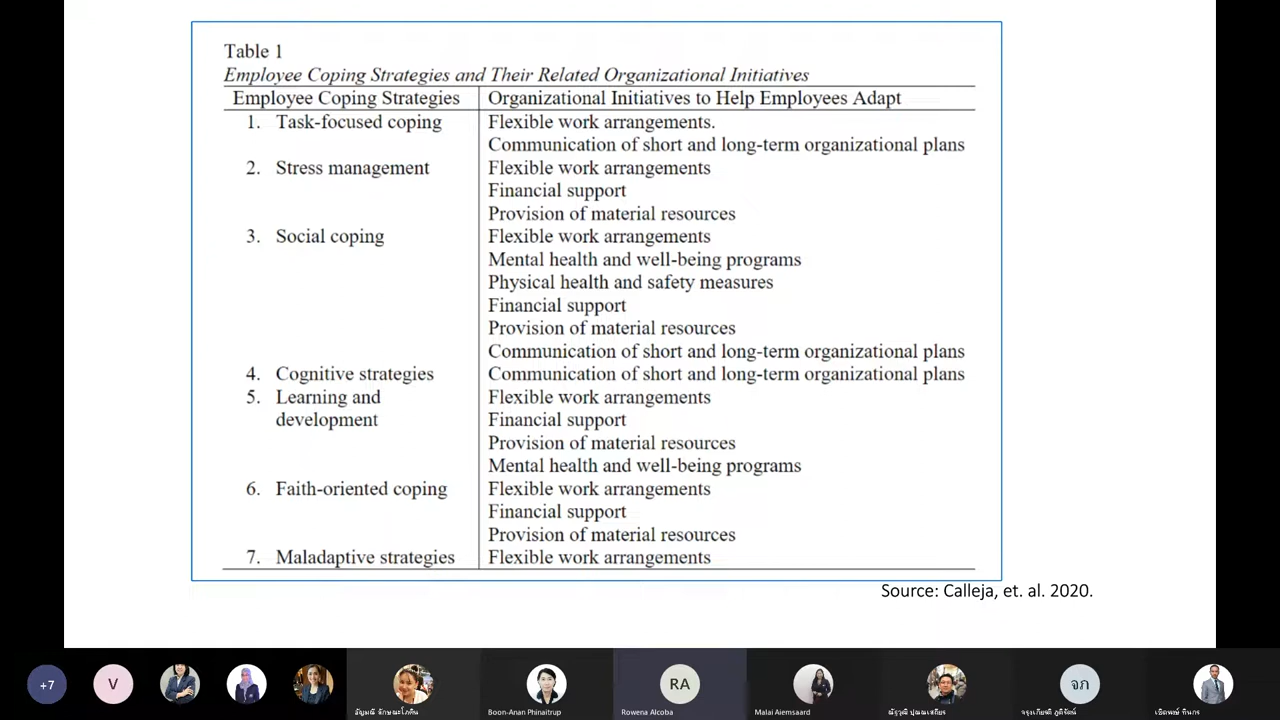 Table 1
Employee Coping Strategies and Their Related Organizational Initiatives
Employee Coping Strategies Organizational Initiatives to Help Employees Adapt
1. Task-focused coping Flexible work arrangements.
Communication of short and long-term organizational plans
2. Stress management Flexible work arrangements
Financial support
Provision of material resources
3. Social coping Flexible work arrangements
Mental health and well-being programs
Physical health and safety measures
Financial support
Provision of material resources
Communication of short and long-term organizational plans
4. Cognitive strategies Communication of short and long-term organizational plans
5. Learning and Flexible work arrangements
development Financial support
Provision of material resources
Mental health and well-being programs
6. Faith-oriented coping Flexible work arrangements
Financial support
Provision of material resources
7. Maladaptive strategies Flexible work arrangements
Source: Calleja, et. al. 2020.
+7 V RA จภ
Boon-Anan Phinaitrup Rowena Alcoba Malai Aiemsaard